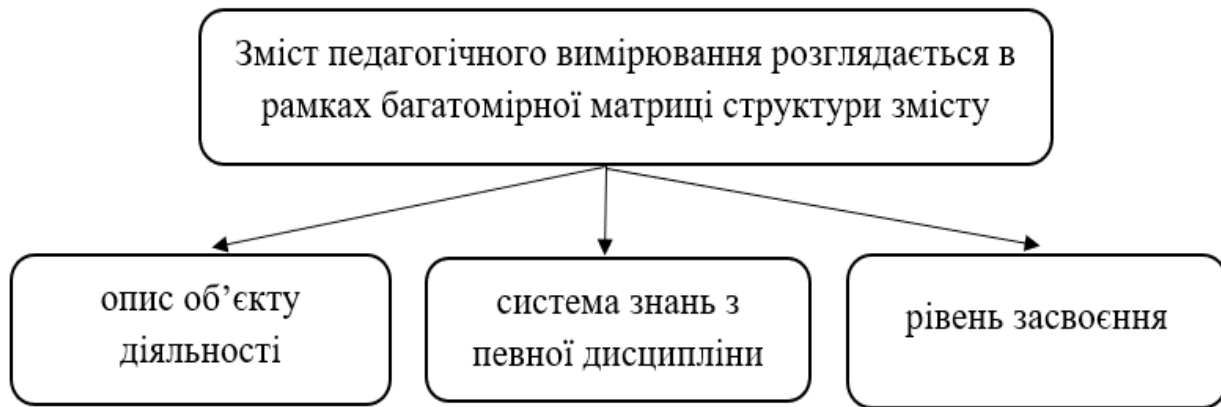 Зміст педагогічного вимірювання розглядається в
рамках багатомірної матриці структури змісту
опис об’єкту
діяльності
система знань з
певної дисципліни
рівень засвоєння